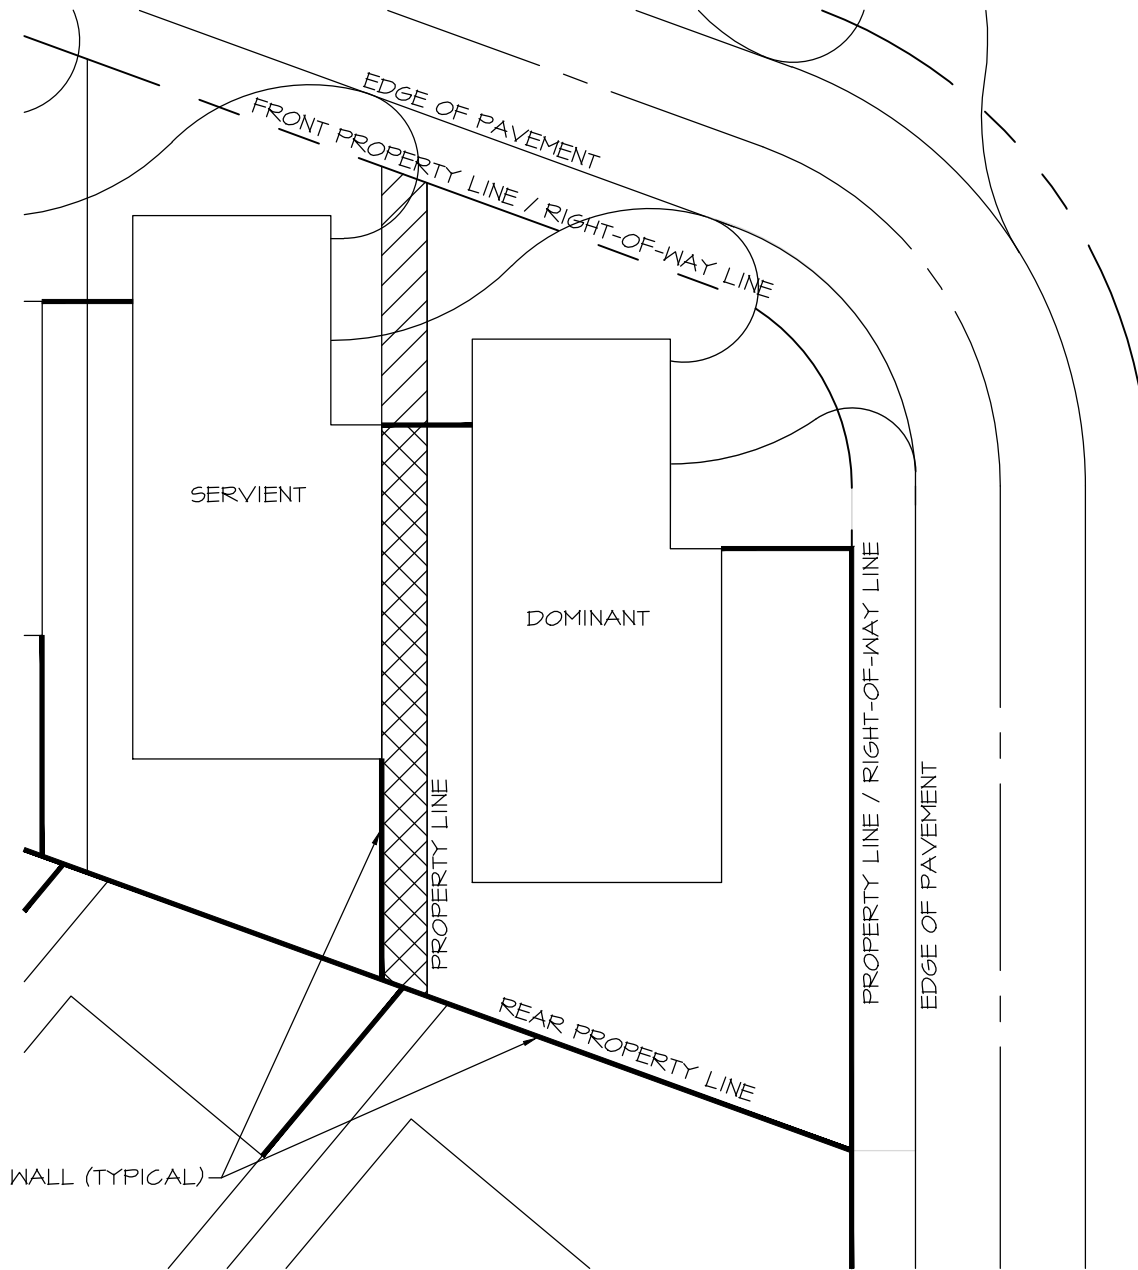 EDGE OF PAVEMENT
FRONT PROPERTY LINE / RIGHT-OF-WAY LINE
SERVIENT
DOMINANT
PROPERTY LINE / RIGHT-OF-WAY LINE
EDGE OF PAVEMENT
PROPERTY LINE
REAR PROPERTY LINE
WALL (TYPICAL)